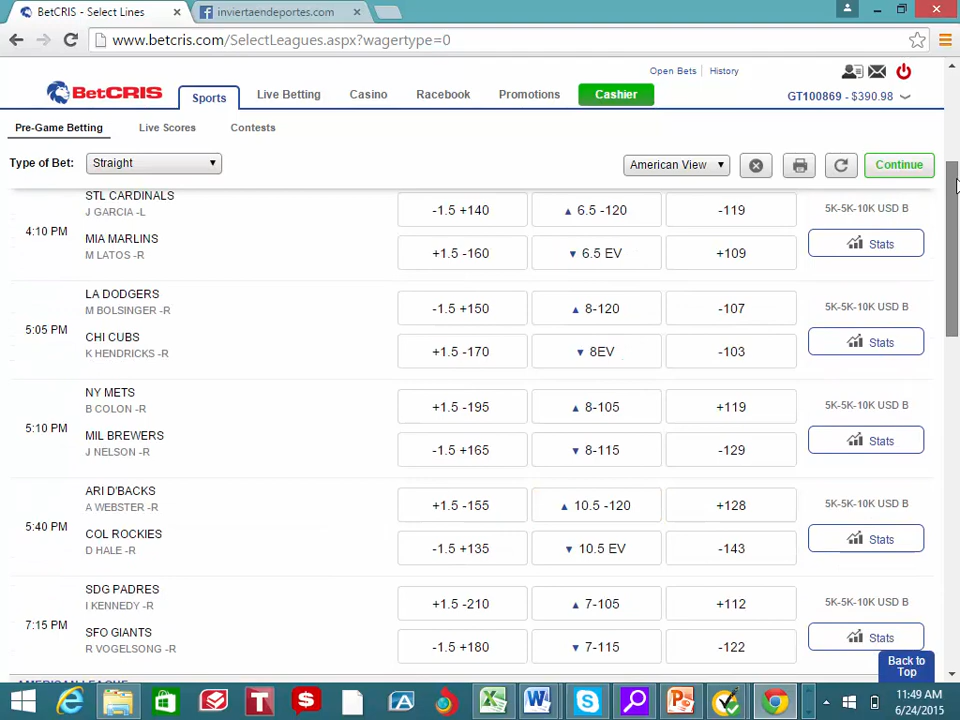 BetCRIS - Select Lines
inviertaendeportes.com
www.betcris.com/SelectLeagues.aspx?wagertype=0
Open Bets | History
BetCRIS Sports Live Betting Casino Racebook Promotions Cashier GT100869 - $390.98
Pre-Game Betting Live Scores Contests
Type of Bet: Straight American View Continue
STL CARDINALS
J GARCIA -L
-1.5 +140 ▲ 6.5 -120 -119 5K-5K-10K USD B
4:10 PM
MIA MARLINS
M LATOS -R
+1.5 -160 ▼ 6.5 EV +109 Stats
LA DODGERS
M BOLSINGER -R
-1.5 +150 ▲ 8-120 -107 5K-5K-10K USD B
5:05 PM
CHI CUBS
K HENDRICKS -R
+1.5 -170 ▼ 8EV -103 Stats
NY METS
B COLON -R
+1.5 -195 ▲ 8-105 +119 5K-5K-10K USD B
5:10 PM
MIL BREWERS
J NELSON -R
-1.5 +165 ▼ 8-115 -129 Stats
ARI D'BACKS
A WEBSTER -R
+1.5 -155 ▲ 10.5 -120 +128 5K-5K-10K USD B
5:40 PM
COL ROCKIES
D HALE -R
-1.5 +135 ▼ 10.5 EV -143 Stats
SDG PADRES
I KENNEDY -R
+1.5 -210 ▲ 7-105 +112 5K-5K-10K USD B
7:15 PM
SFO GIANTS
R VOGELSONG -R
-1.5 +180 ▼ 7-115 -122 Stats
Back to
Top
11:49 AM
6/24/2015